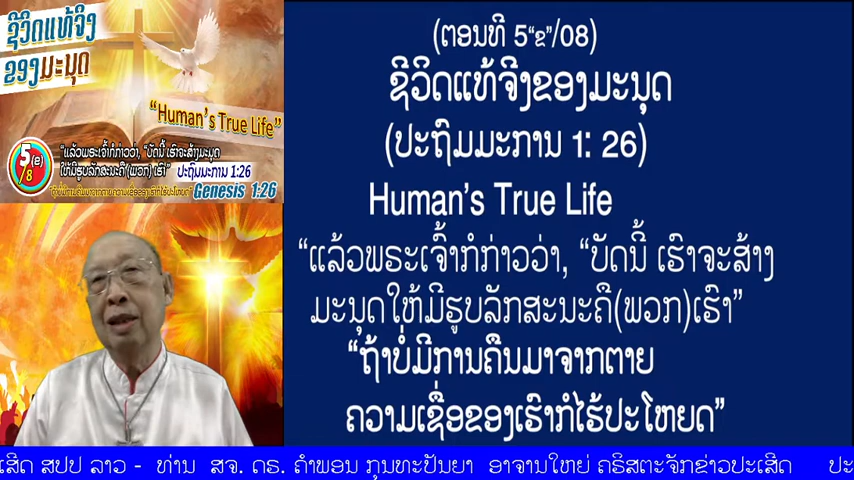 ຊີວິດແທ້ຈິງ
ຂອງມະນຸດ
“Human's True Life”
5(ຂ)/8
“ແລ້ວພຣະເຈົ້າກໍກ່າວວ່າ, “ບັດນີ້ ເຮົາຈະສ້າງມະນຸດ
ໃຫ້ມີຮູບລັກສະນະຄື(ພວກ) ເຮົາ” ປະຖົມມະການ 1:26
Genesis 1:26
(ຕອນທີ 5“ຂ”/08)
ຊີວິດແທ້ຈິງຂອງມະນຸດ
(ປະຖົມມະການ 1: 26)
Human's True Life
“ແລ້ວພຣະເຈົ້າກໍກ່າວວ່າ, “ບັດນີ້ ເຮົາຈະສ້າງ
ມະນຸດໃຫ້ມີຮູບລັກສະນະຄື(ພວກ)ເຮົາ”
“ຖ້າບໍ່ມີການຄືນມາຈາກຕາຍ
ຄວາມເຊື່ອຂອງເຮົາກໍໄຮ້ປະໂຫຍດ”
ເສີດ ສປປ ລາວ - ທ່ານ ສຈ. ດຣ. ຄຳພອນ ກຸນທະປັນຍາ ອາຈານໃຫຍ່ ຄຣິສຕະຈັກຂ່າວປະເສີດ ປະ